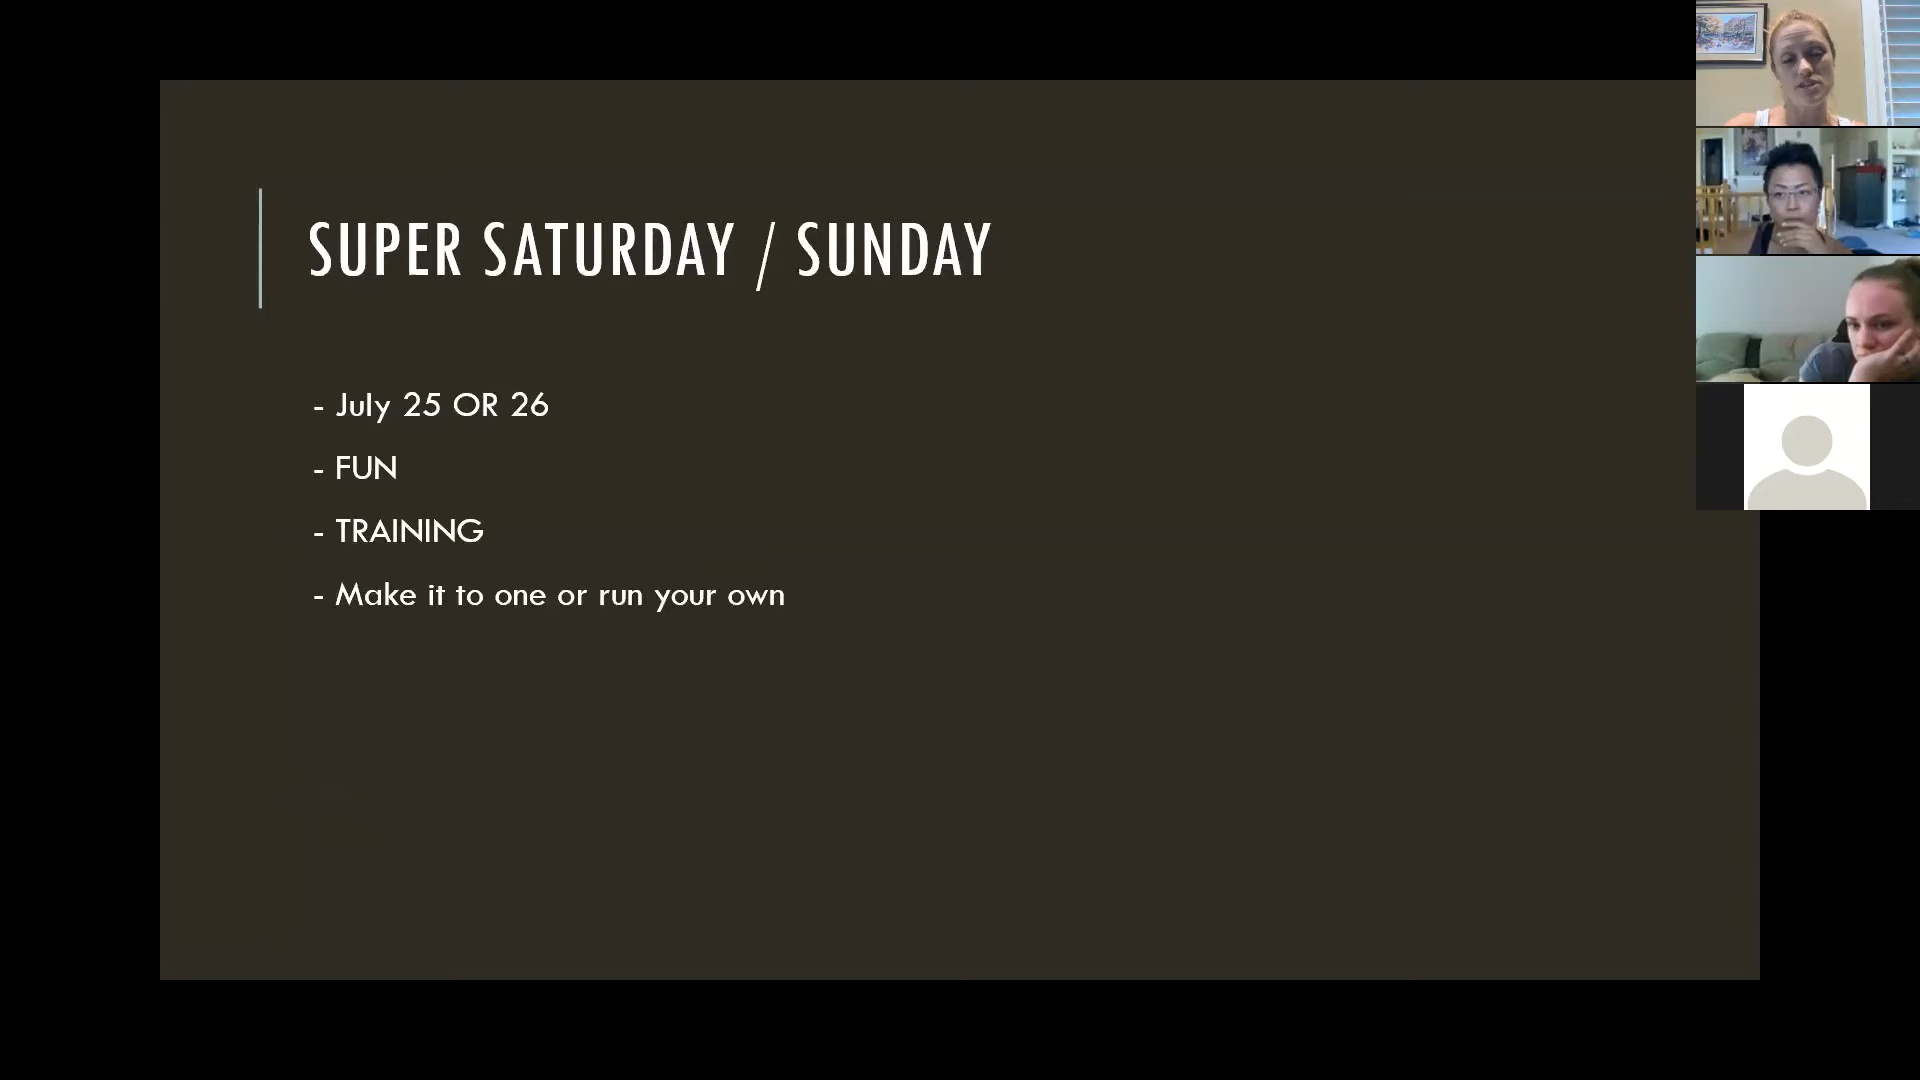 SUPER SATURDAY / SUNDAY
- July 25 OR 26
- FUN
- TRAINING
- Make it to one or run your own